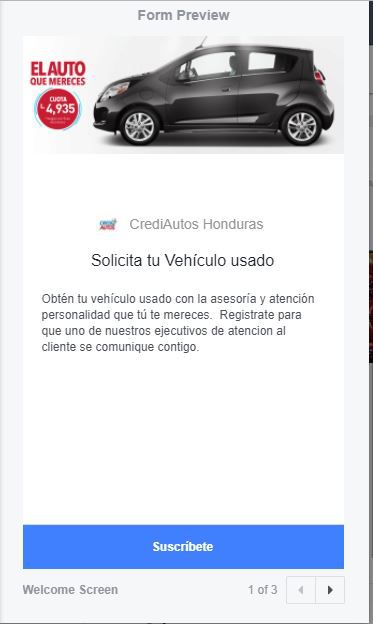 Form Preview
EL AUTO
QUE MERECES
CUOTA
L. 4,935
CREDI
AUTOS
CrediAutos Honduras
Solicita tu Vehículo usado
Obtén tu vehículo usado con la asesoría y atención
personalidad que tú te mereces.  Registrate para
que uno de nuestros ejecutivos de atencion al
cliente se comunique contigo.
Suscríbete
Welcome Screen
1 of 3